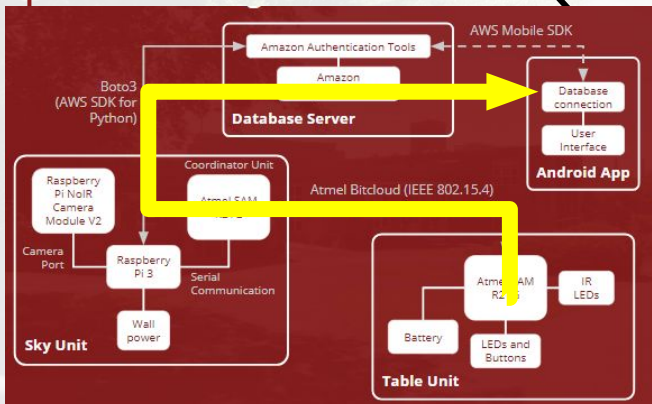 AWS Mobile SDK
Amazon Authentication Tools
Amazon
Database Server
Boto3
(AWS SDK for
Python)
Database
connection
User
Interface
Android App
Coordinator Unit
Raspberry
Pi NoIR
Camera
Module V2
Atmel SAM
Atmel Bitcloud (IEEE 802.15.4)
Camera
Port
Raspberry
Pi 3
Serial
Communication
Wall
power
Sky Unit
IR
LEDs
Battery
LEDs and
Buttons
Table Unit